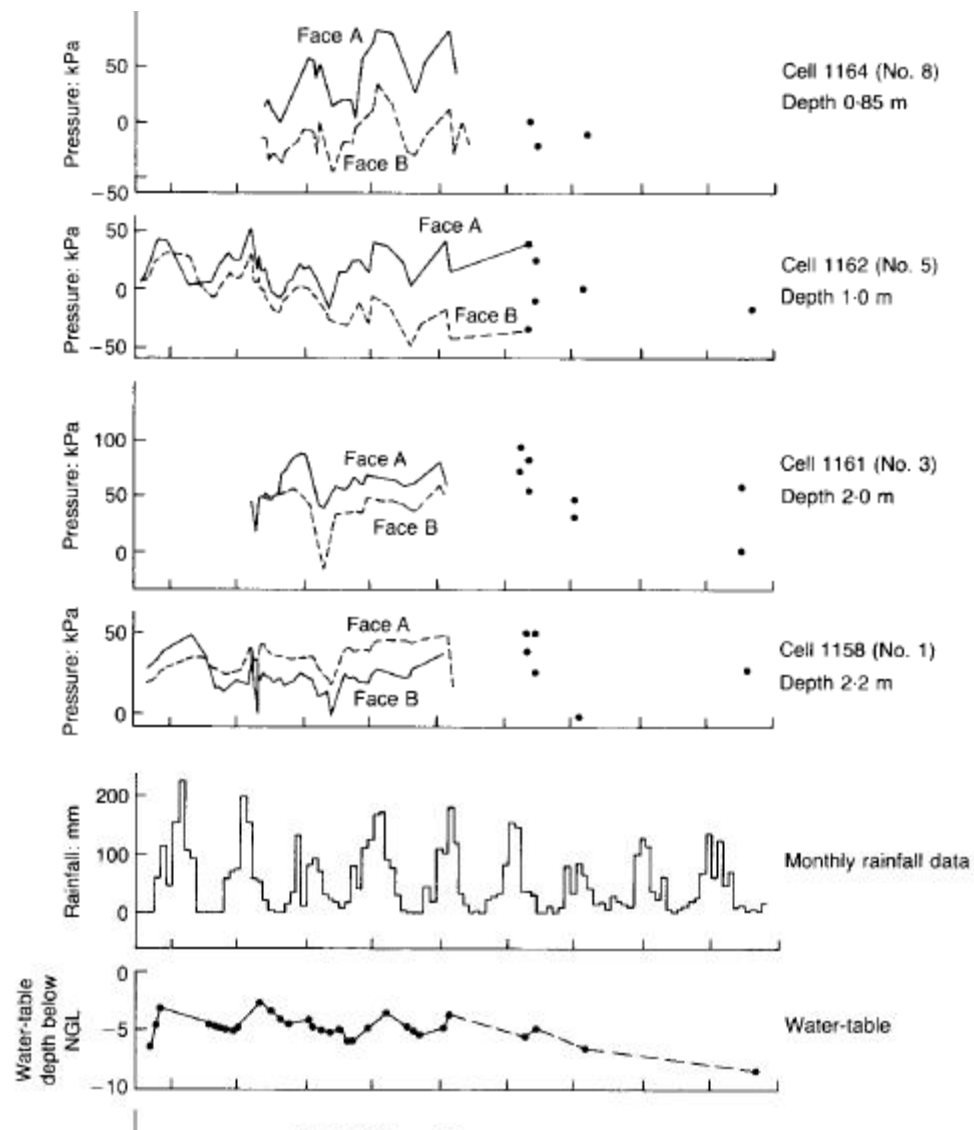 Pressure: kPa
50
0
−50
Face A
Face B
Cell 1164 (No. 8)
Depth 0·85 m
Pressure: kPa
50
0
−50
Face A
Face B
Cell 1162 (No. 5)
Depth 1·0 m
Pressure: kPa
100
50
0
Face A
Face B
Cell 1161 (No. 3)
Depth 2·0 m
Pressure: kPa
50
0
Face A
Face B
Cell 1158 (No. 1)
Depth 2·2 m
Rainfall: mm
200
100
0
Monthly rainfall data
Water-table
depth below
NGL
0
−5
−10
Water-table